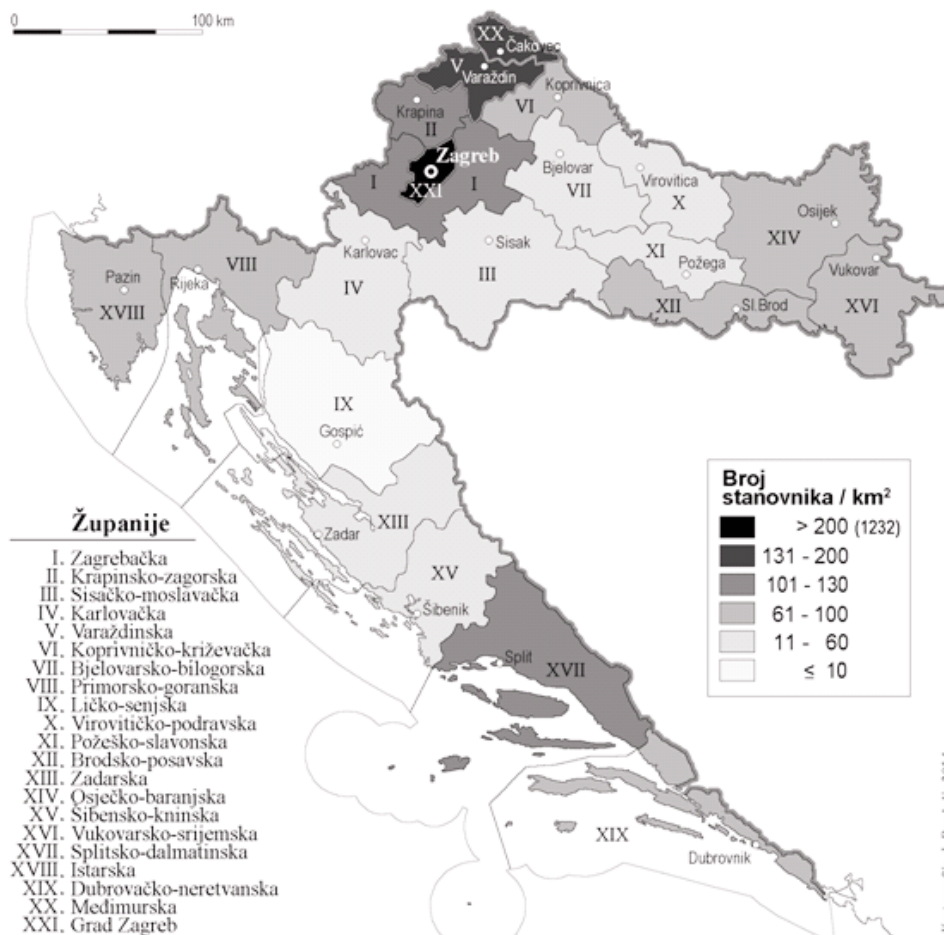 0 100 km
XX
Čakovec
V
Varaždin
Koprivnica
VI
Krapina
II
Zagreb
I
XXI
I
Bjelovar
VII
Virovitica
X
Osijek
XIV
Karlovac
IV
Sisak
III
XI
Požega
Vukovar
XVI
XII
Sl.Brod
Pazin
XVIII
Rijeka
VIII
IX
Gospić
Zadar
XIII
XV
Šibenik
Split
XVII
XIX
Dubrovnik
Broj
stanovnika / km²
> 200 (1232)
131 - 200
101 - 130
61 - 100
11 - 60
≤ 10
Županije
I. Zagrebačka
II. Krapinsko-zagorska
III. Sisačko-moslavačka
IV. Karlovačka
V. Varaždinska
VI. Koprivničko-križevačka
VII. Bjelovarsko-bilogorska
VIII. Primorsko-goranska
IX. Ličko-senjska
X. Virovitičko-podravska
XI. Požeško-slavonska
XII. Brodsko-posavska
XIII. Zadarska
XIV. Osječko-baranjska
XV. Šibensko-kninska
XVI. Vukovarsko-srijemska
XVII. Splitsko-dalmatinska
XVIII. Istarska
XIX. Dubrovačko-neretvanska
XX. Međimurska
XXI. Grad Zagreb